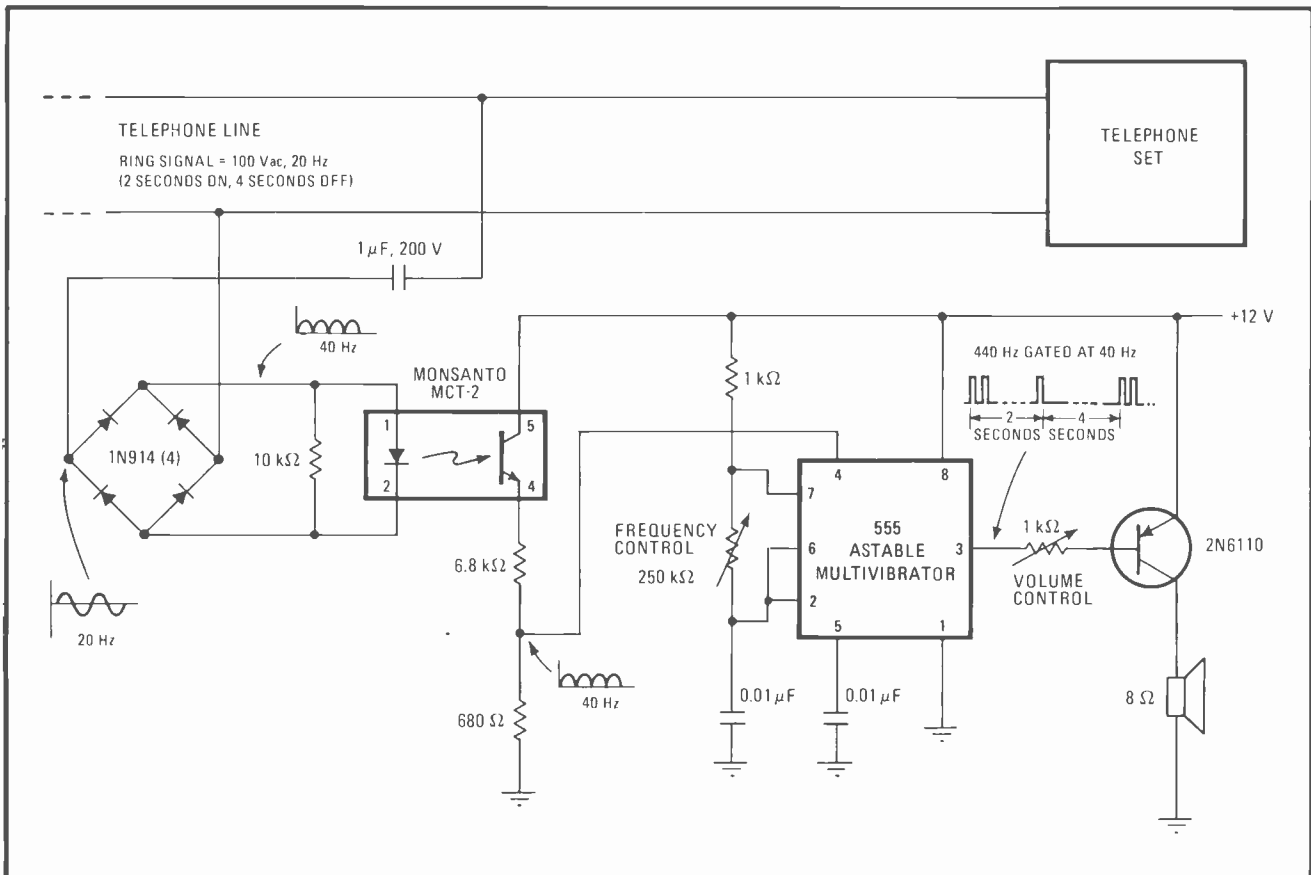 TELEPHONE LINE
RING SIGNAL = 100 Vac, 20 Hz
(2 SECONDS ON, 4 SECONDS OFF)
TELEPHONE
SET
1 µF, 200 V
40 Hz
MONSANTO
MCT-2
1
5
2
4
1N914 (4)
10 kΩ
20 Hz
6.8 kΩ
40 Hz
680 Ω
+12 V
1 kΩ
440 Hz GATED AT 40 Hz
2
4
SECONDS
SECONDS
FREQUENCY
CONTROL
250 kΩ
4
8
7
6
2
5
3
1
555
ASTABLE
MULTIVIBRATOR
0.01 µF
0.01 µF
1 kΩ
VOLUME
CONTROL
2N6110
8 Ω